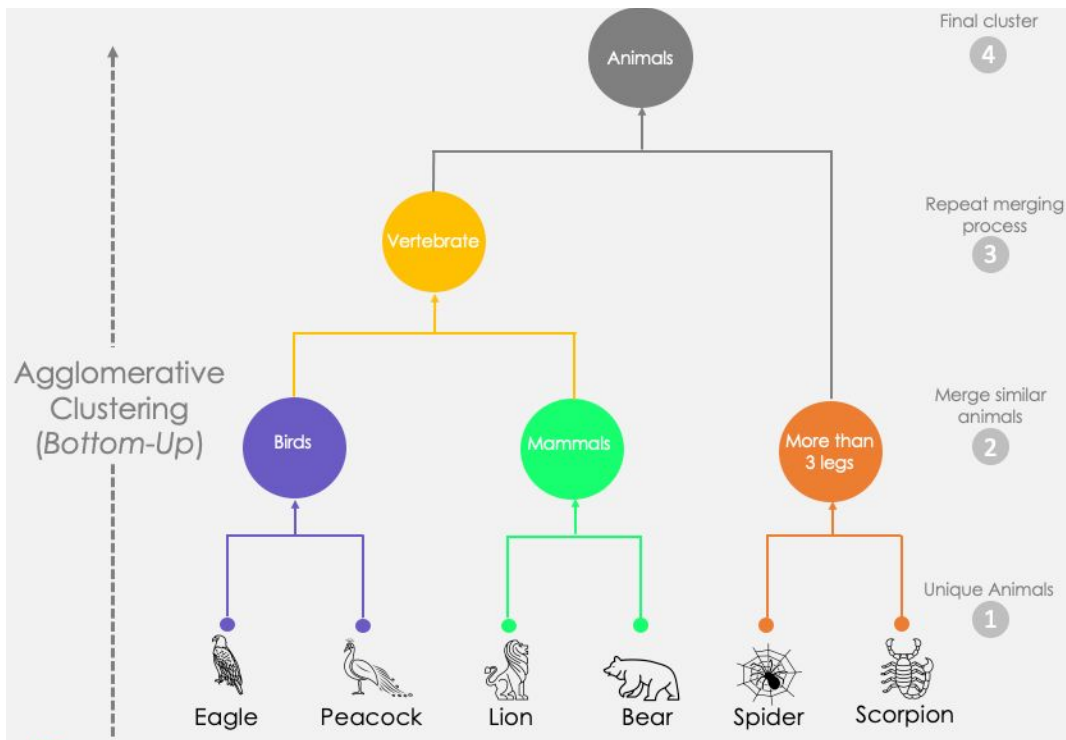 Final cluster
4
Animals
Repeat merging
process
3
Vertebrate
Agglomerative
Clustering
(Bottom-Up)
Merge similar
animals
2
Birds
Mammals
More than
3 legs
Unique Animals
1
Eagle
Peacock
Lion
Bear
Spider
Scorpion